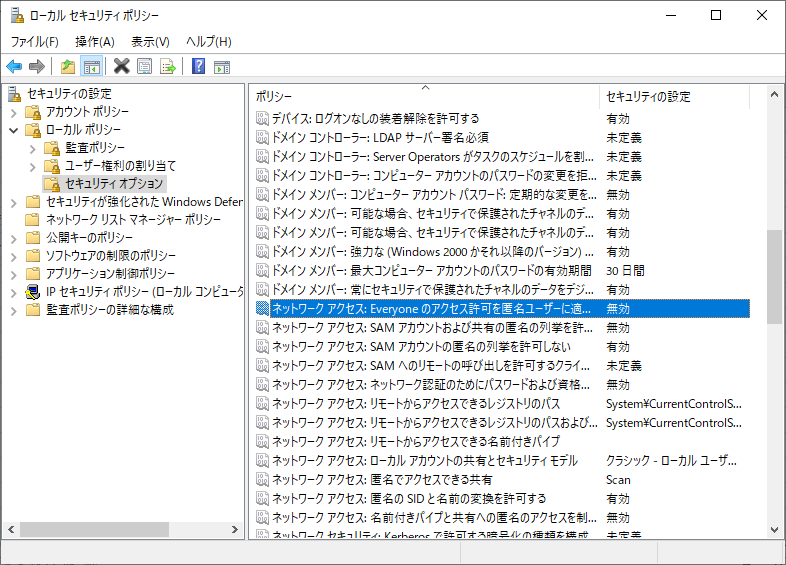 ローカル セキュリティ ポリシー
ファイル(F) 操作(A) 表示(V) ヘルプ(H)
セキュリティの設定
アカウント ポリシー
ローカル ポリシー
監査ポリシー
ユーザー権利の割り当て
セキュリティ オプション
セキュリティが強化された Windows Defen
ネットワーク リスト マネージャー ポリシー
公開キーのポリシー
ソフトウェアの制限のポリシー
アプリケーション制御ポリシー
IP セキュリティ ポリシー (ローカル コンピュータ
監査ポリシーの詳細な構成
ポリシー セキュリティの設定
デバイス: ログオンなしの装着解除を許可する 有効
ドメイン コントローラー: LDAP サーバー署名必須 未定義
ドメイン コントローラー: Server Operators がタスクのスケジュールを割... 未定義
ドメイン コントローラー: コンピューター アカウントのパスワードの変更を拒... 未定義
ドメイン メンバー: コンピューター アカウント パスワード: 定期的な変更を... 無効
ドメイン メンバー: 可能な場合、セキュリティで保護されたチャネルのデ... 有効
ドメイン メンバー: 可能な場合、セキュリティで保護されたチャネルのデ... 有効
ドメイン メンバー: 強力な (Windows 2000 かそれ以降のバージョン) ... 有効
ドメイン メンバー: 最大コンピューター アカウントのパスワードの有効期間 30 日間
ドメイン メンバー: 常にセキュリティで保護されたチャネルのデータをデジ... 有効
ネットワーク アクセス: Everyone のアクセス許可を匿名ユーザーに適... 無効
ネットワーク アクセス: SAM アカウントおよび共有の匿名の列挙を許... 無効
ネットワーク アクセス: SAM アカウントの匿名の列挙を許可しない 有効
ネットワーク アクセス: SAM へのリモートの呼び出しを許可するクライ... 未定義
ネットワーク アクセス: ネットワーク認証のためにパスワードおよび資格... 無効
ネットワーク アクセス: リモートからアクセスできるレジストリのパス System¥CurrentControlS...
ネットワーク アクセス: リモートからアクセスできるレジストリのパスおよび... System¥CurrentControlS...
ネットワーク アクセス: リモートからアクセスできる名前付きパイプ
ネットワーク アクセス: ローカル アカウントの共有とセキュリティ モデル クラシック - ローカル ユーザ...
ネットワーク アクセス: 匿名でアクセスできる共有 Scan
ネットワーク アクセス: 匿名の SID と名前の変換を許可する 有効
ネットワーク アクセス: 名前付きパイプと共有への匿名のアクセスを制... 無効
ネットワーク セキュリティ: Kerberos で許可する暗号化の種類を構成 未定義